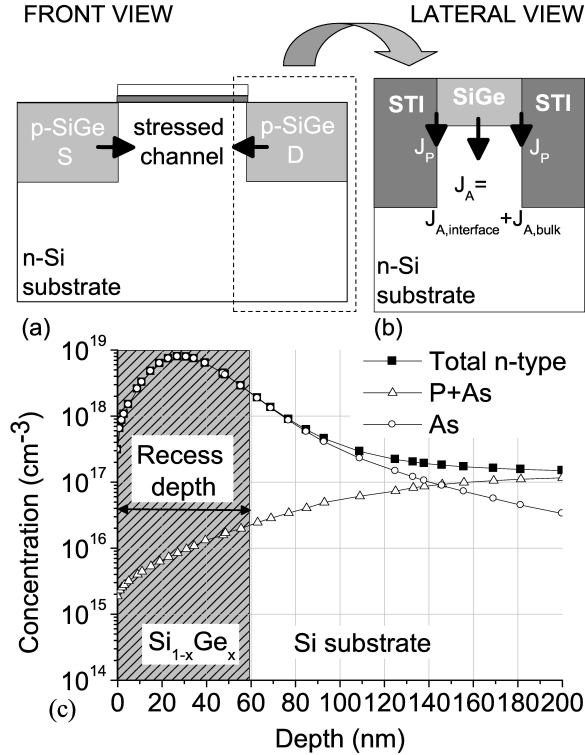 FRONT VIEW
LATERAL VIEW
p-SiGe
S
stressed
channel
p-SiGe
D
n-Si
substrate
(a)
STI
SiGe
STI
J_P
J_P
J_A=
J_A,interface+J_A,bulk
n-Si
substrate
(b)
10^19
10^18
10^17
10^16
10^15
10^14
Concentration (cm^-3)
Total n-type
P+As
As
Recess
depth
Si_1-xGe_x
Si substrate
0 20 40 60 80 100 120 140 160 180 200
(c)
Depth (nm)